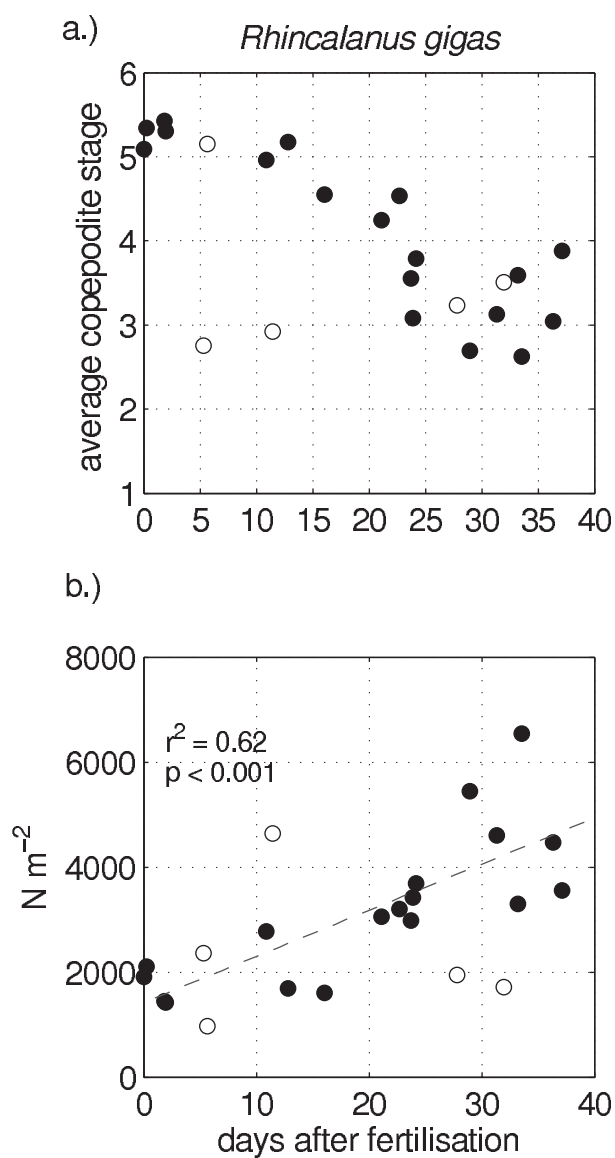 a.)
Rhincalanus gigas
average copepodite stage
6
5
4
3
2
1
0 5 10 15 20 25 30 35 40
b.)
N m⁻²
8000
6000
4000
2000
0
r² = 0.62
p < 0.001
0 10 20 30 40
days after fertilisation